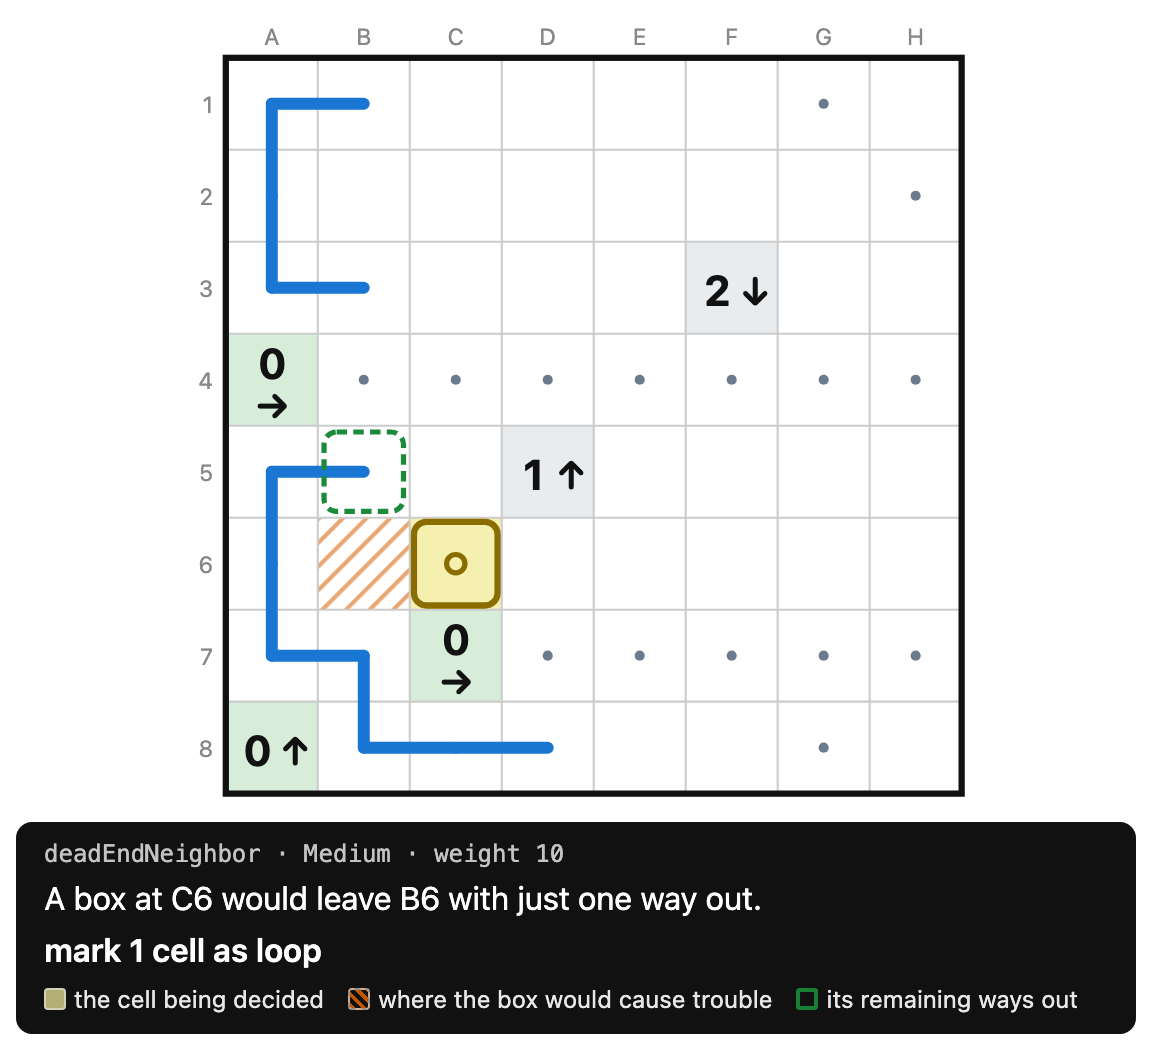 A B C D E F G H
1
2
3 2 ↓
4 0 →
5 1 ↑
6
7 0 →
8 0 ↑
deadEndNeighbor · Medium · weight 10
A box at C6 would leave B6 with just one way out.
mark 1 cell as loop
the cell being decided where the box would cause trouble its remaining ways out